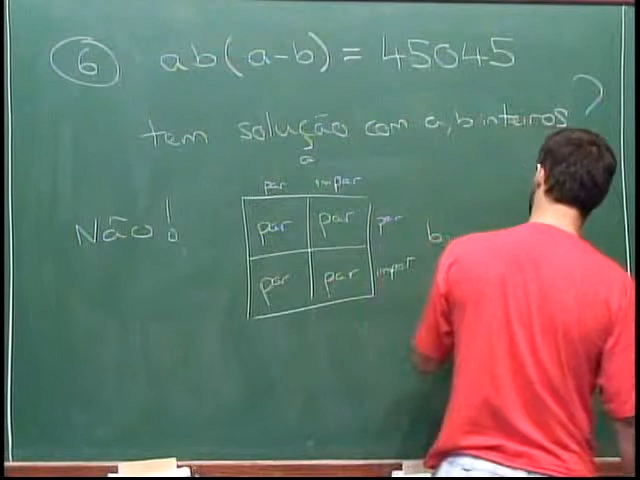 6 ab(a-b) = 45045
tem solução com a, b inteiros ?
a
par impar
Não! par par par b
par par impar